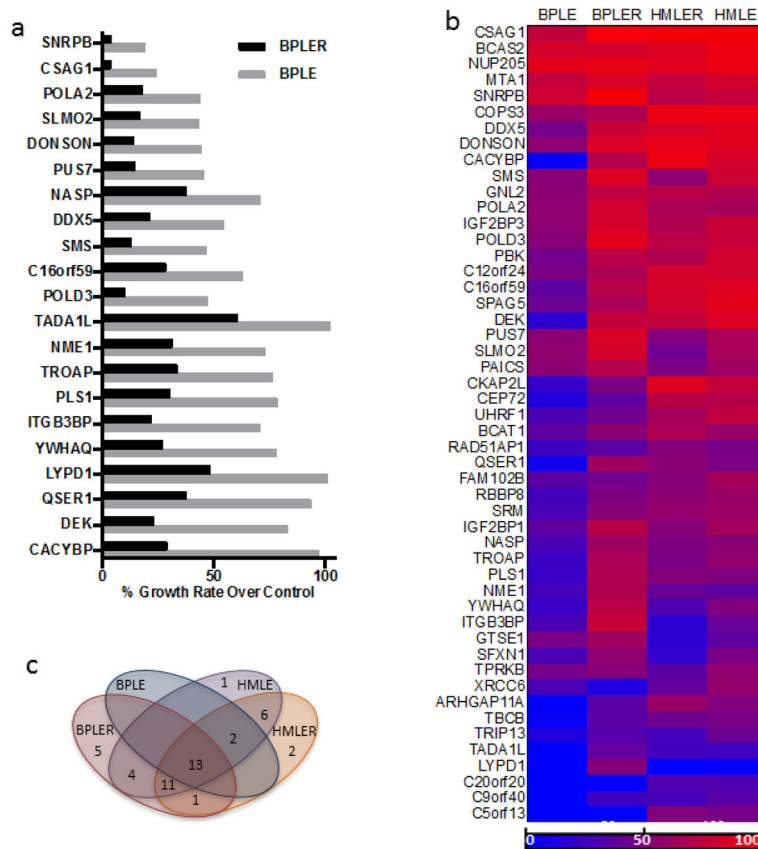 a
BPLER
BPLE
SNRPB
CSAG1
POLA2
SLMO2
DONSON
PUS7
NASP
DDX5
SMS
C16orf59
POLD3
TADA1L
NME1
TROAP
PLS1
ITGB3BP
YWHAQ
LYPD1
QSER1
DEK
CACYBP
0 50 100
% Growth Rate Over Control
b
BPLE BPLER HMLER HMLE
CSAG1
BCAS2
NUP205
MTA1
SNRPB
COPS3
DDX5
DONSON
CACYBP
SMS
GNL2
POLA2
IGF2BP3
POLD3
PBK
C12orf24
C16orf59
SPAG5
DEK
PUS7
SLMO2
PAICS
CKAP2L
CEP72
UHRF1
BCAT1
RAD51AP1
QSER1
FAM102B
RBBP8
SRM
IGF2BP1
NASP
TROAP
PLS1
NME1
YWHAQ
ITGB3BP
GTSE1
SFXN1
TPRKB
XRCC6
ARHGAP11A
TBCB
TRIP13
TADA1L
LYPD1
C20orf20
C9orf40
C5orf13
0 50 100
c
BPLE
1 HMLE
BPLER
5
6
HMLER
2
2
13
4
11
1